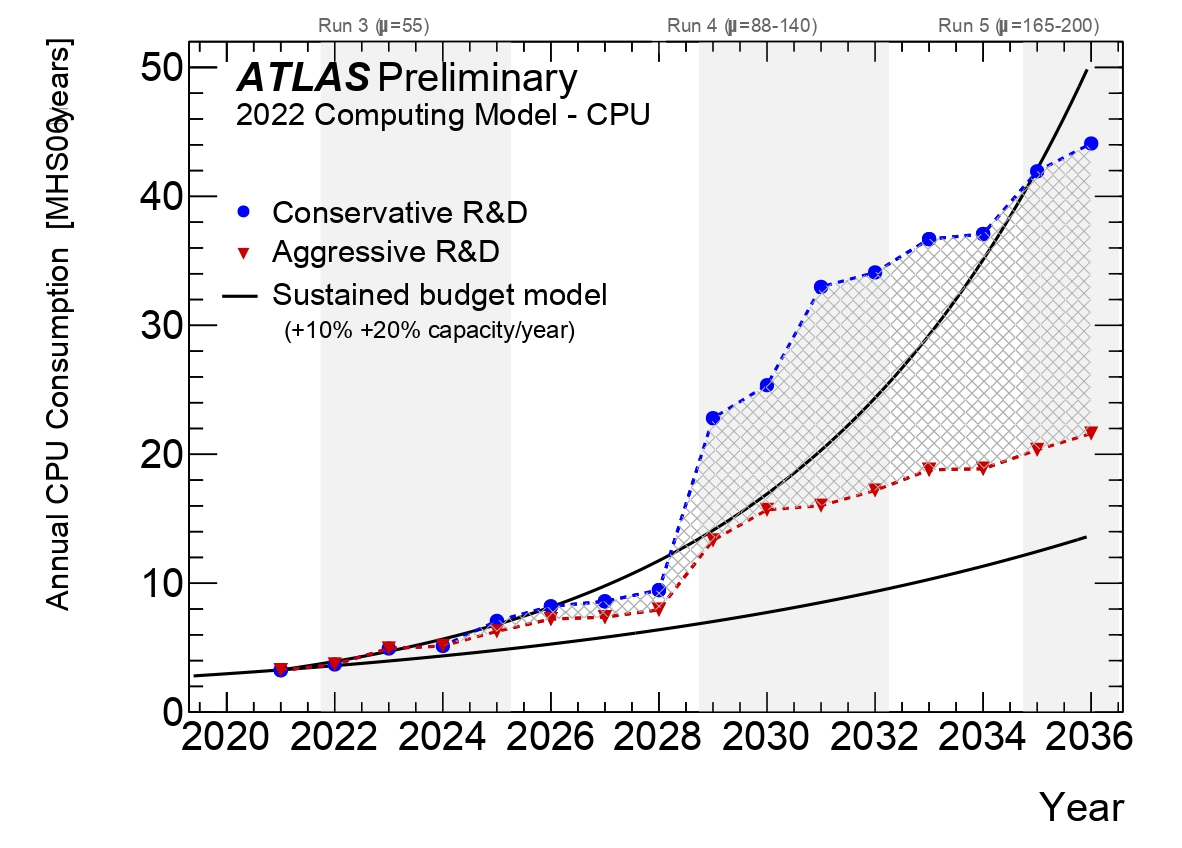 Run 3 (μ=55) Run 4 (μ=88-140) Run 5 (μ=165-200)
ATLAS Preliminary
2022 Computing Model - CPU
Conservative R&D
Aggressive R&D
Sustained budget model
(+10% +20% capacity/year)
Annual CPU Consumption [MHS06years]
50
40
30
20
10
0
2020 2022 2024 2026 2028 2030 2032 2034 2036
Year